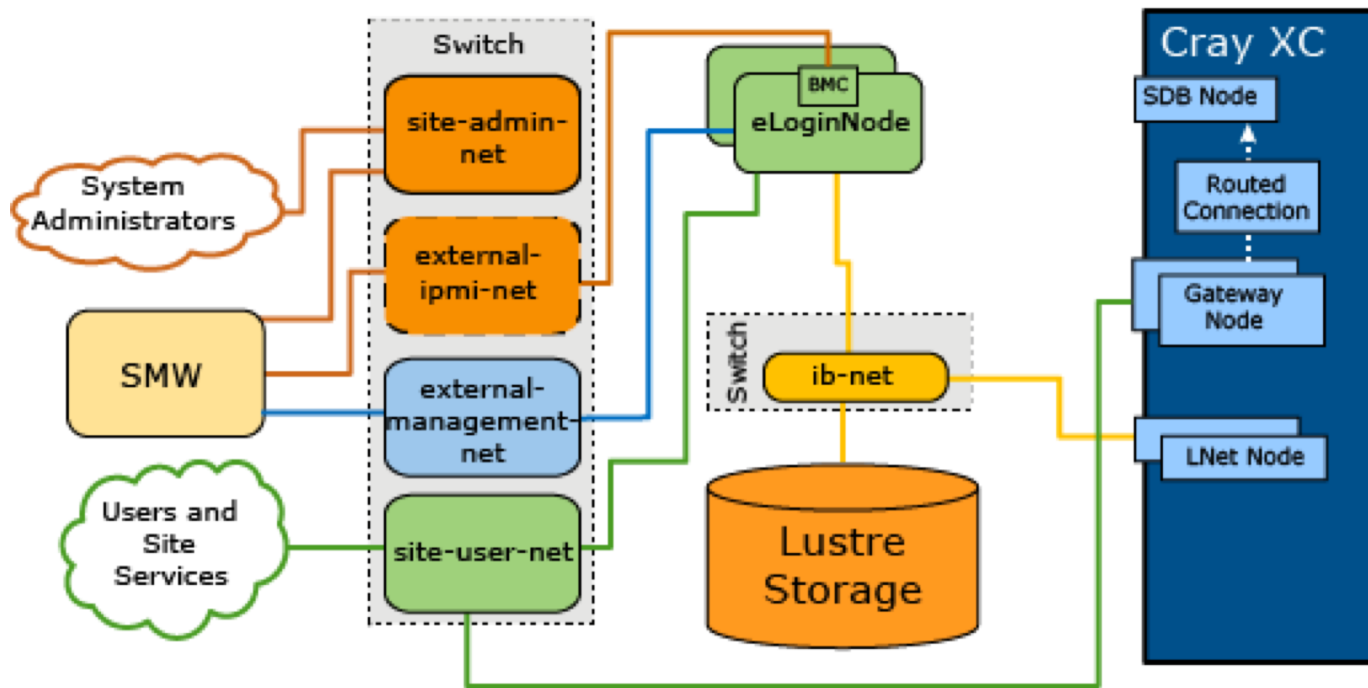 Switch
site-admin-
net
System
Administrators
external-
ipmi-net
SMW
external-
management-
net
Users and
Site
Services
site-user-net
BMC
eLoginNode
Switch
ib-net
Lustre
Storage
Cray XC
SDB Node
Routed
Connection
Gateway
Node
LNet Node